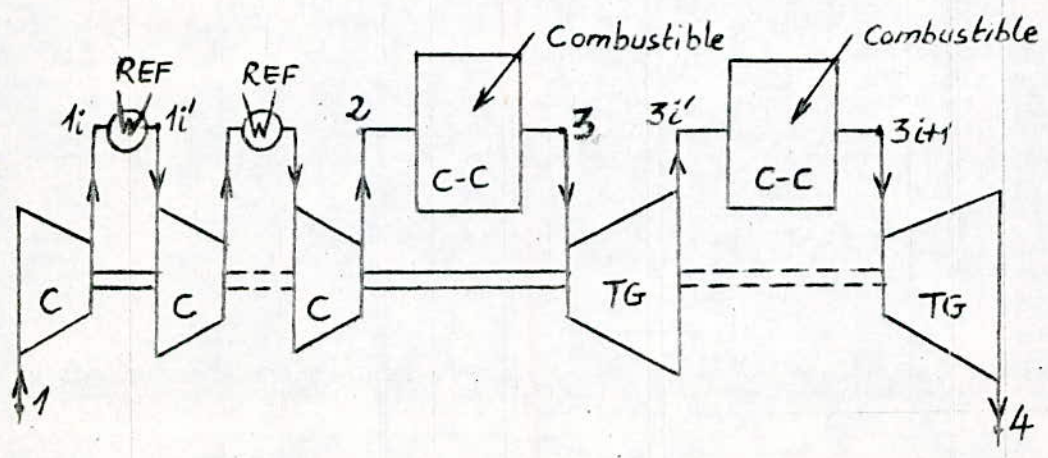 Combustible
Combustible
REF
REF
1i
1i'
2
3
3i'
3i+1
W
W
C-C
C-C
C
C
C
TG
TG
1
4